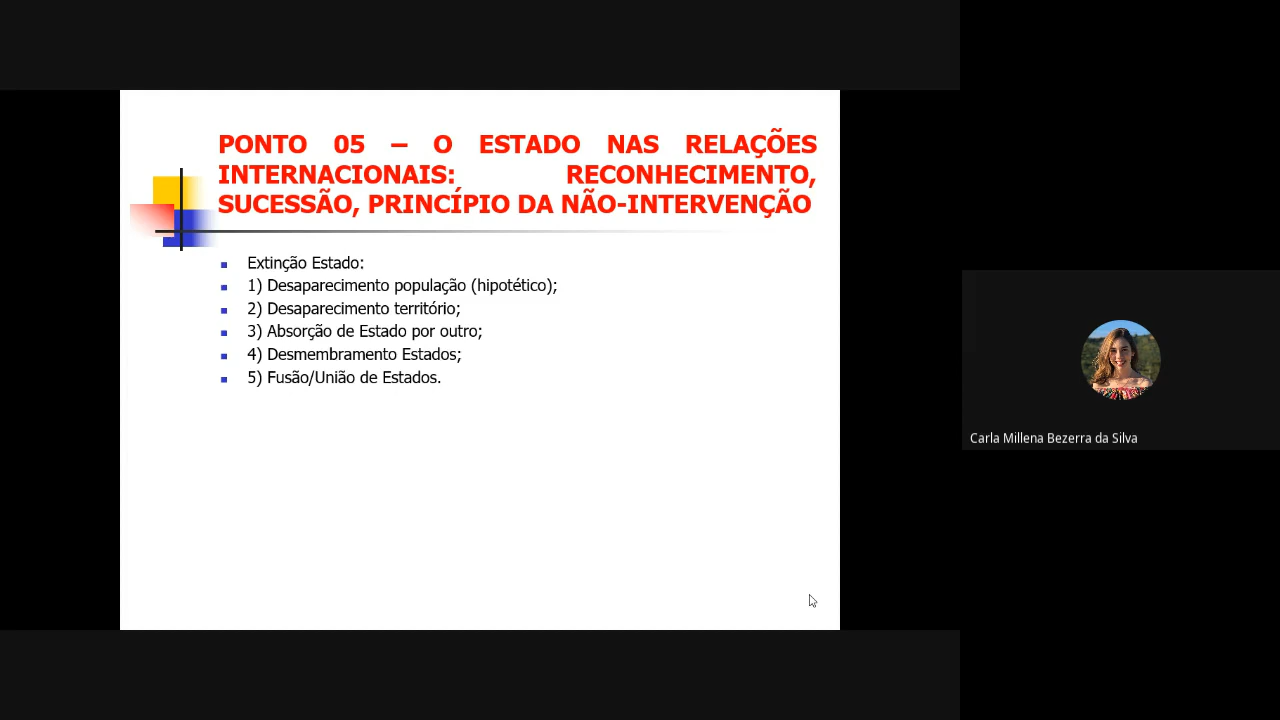 PONTO 05 – O ESTADO NAS RELAÇÕES
INTERNACIONAIS: RECONHECIMENTO,
SUCESSÃO, PRINCÍPIO DA NÃO-INTERVENÇÃO
Extinção Estado:
1) Desaparecimento população (hipotético);
2) Desaparecimento território;
3) Absorção de Estado por outro;
4) Desmembramento Estados;
5) Fusão/União de Estados.
Carla Millena Bezerra da Silva